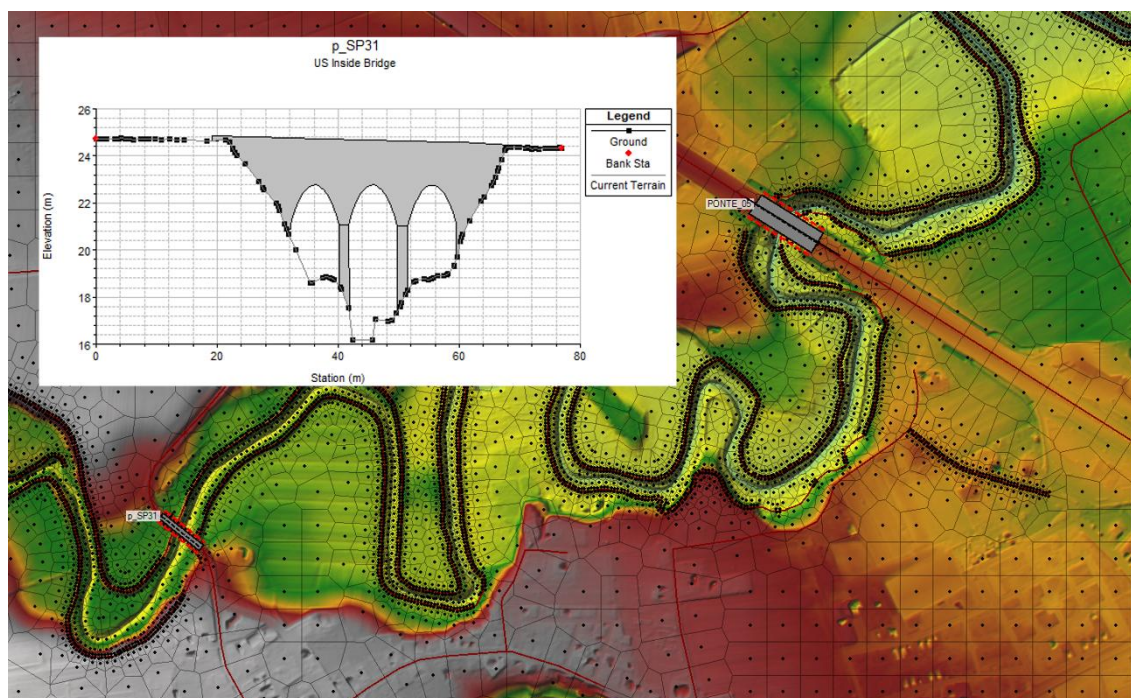 p_SP31
US Inside Bridge
Elevation (m)
26
24
22
20
18
16
0
20
40
60
80
Station (m)
Legend
Ground
Bank Sta
Current Terrain
PONTE_05
p_SP31